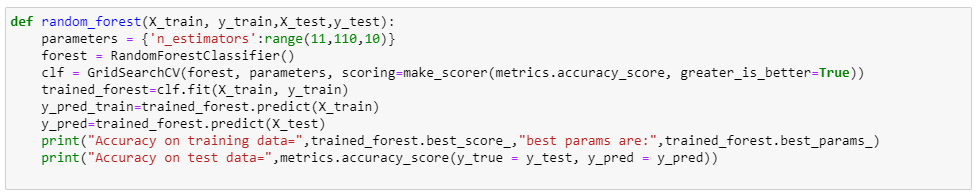 def random_forest(X_train, y_train,X_test,y_test):
    parameters = {'n_estimators':range(11,110,10)}
    forest = RandomForestClassifier()
    clf = GridSearchCV(forest, parameters, scoring=make_scorer(metrics.accuracy_score, greater_is_better=True))
    trained_forest=clf.fit(X_train, y_train)
    y_pred_train=trained_forest.predict(X_train)
    y_pred=trained_forest.predict(X_test)
    print("Accuracy on training data=",trained_forest.best_score_,"best params are:",trained_forest.best_params_)
    print("Accuracy on test data=",metrics.accuracy_score(y_true = y_test, y_pred = y_pred))